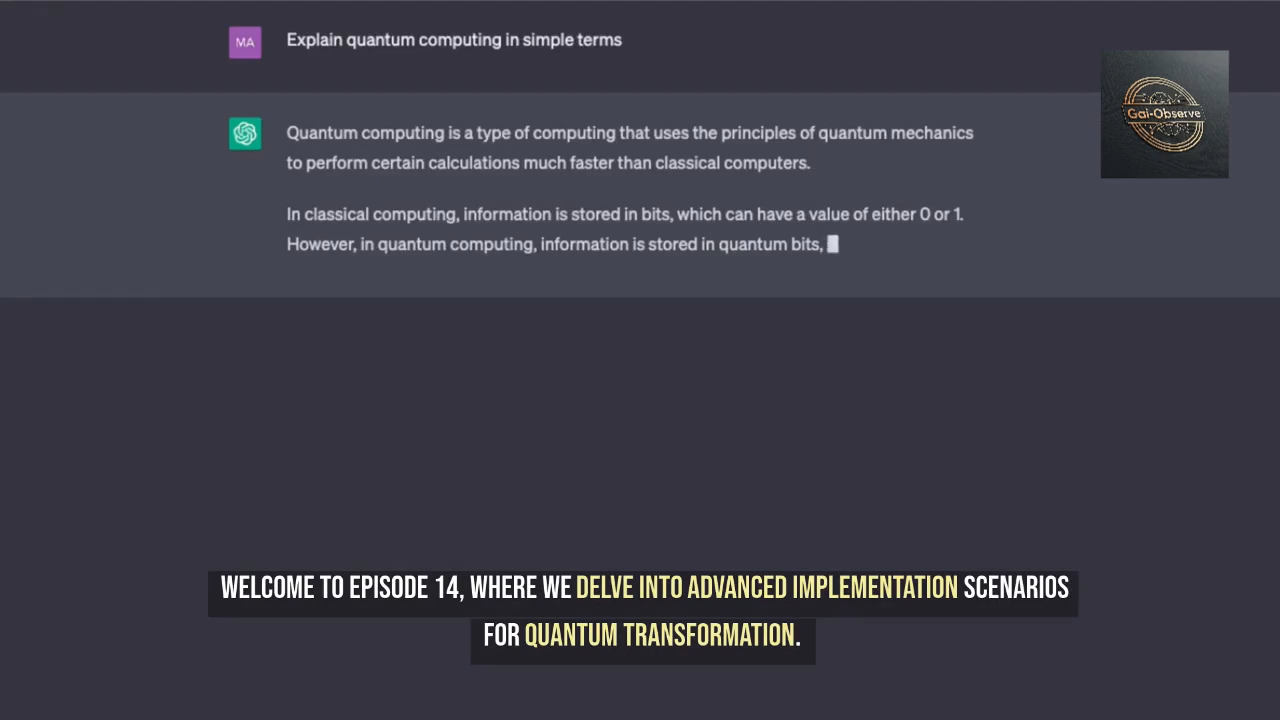 MA
Explain quantum computing in simple terms
Gai-Observe
Quantum computing is a type of computing that uses the principles of quantum mechanics
to perform certain calculations much faster than classical computers.
In classical computing, information is stored in bits, which can have a value of either 0 or 1.
However, in quantum computing, information is stored in quantum bits,
WELCOME TO EPISODE 14, WHERE WE DELVE INTO ADVANCED IMPLEMENTATION SCENARIOS
FOR QUANTUM TRANSFORMATION.